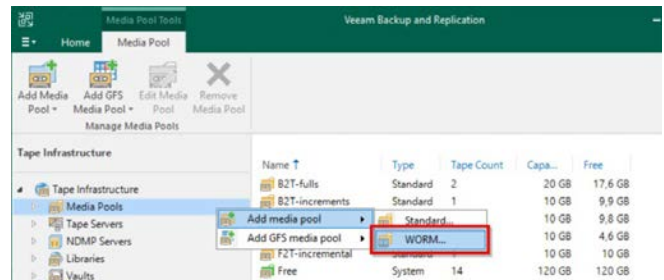 Media Pool Tools
Veeam Backup and Replication
Home
Media Pool
Add Media Pool
Add GFS Media Pool
Edit Media Pool
Remove Media Pool
Manage Media Pools
Tape Infrastructure
Name Type Tape Count Capa... Free
B2T-fulls Standard 2 20 GB 17,6 GB
B2T-increments Standard 1 10 GB 9,9 GB
10 GB 9,8 GB
10 GB 4,6 GB
F2T-incremental Standard 1 10 GB 10 GB
Free System 14 120 GB 120 GB
Tape Infrastructure
Media Pools
Tape Servers
NDMP Servers
Libraries
Vaults
Add media pool
Add GFS media pool
Standard...
WORM...